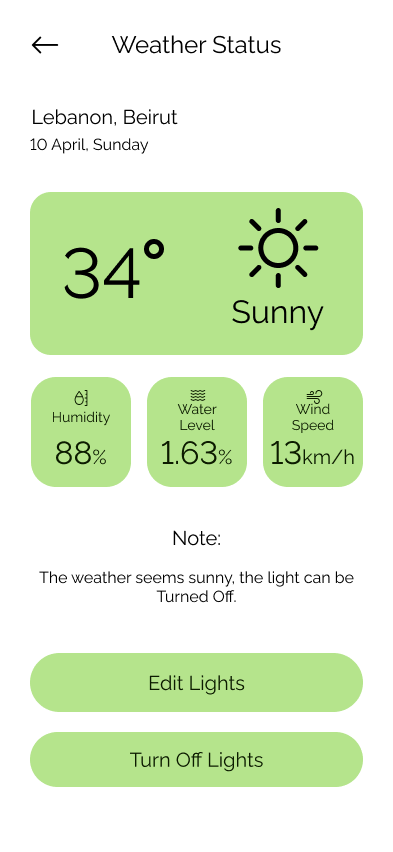 Weather Status
Lebanon, Beirut
10 April, Sunday
34°
Sunny
Humidity
88%
Water
Level
1.63%
Wind
Speed
13km/h
Note:
The weather seems sunny, the light can be
Turned Off.
Edit Lights
Turn Off Lights